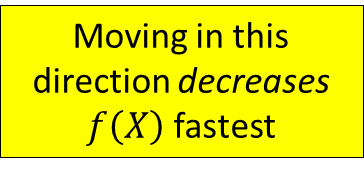 Moving in this
direction decreases
f(X) fastest